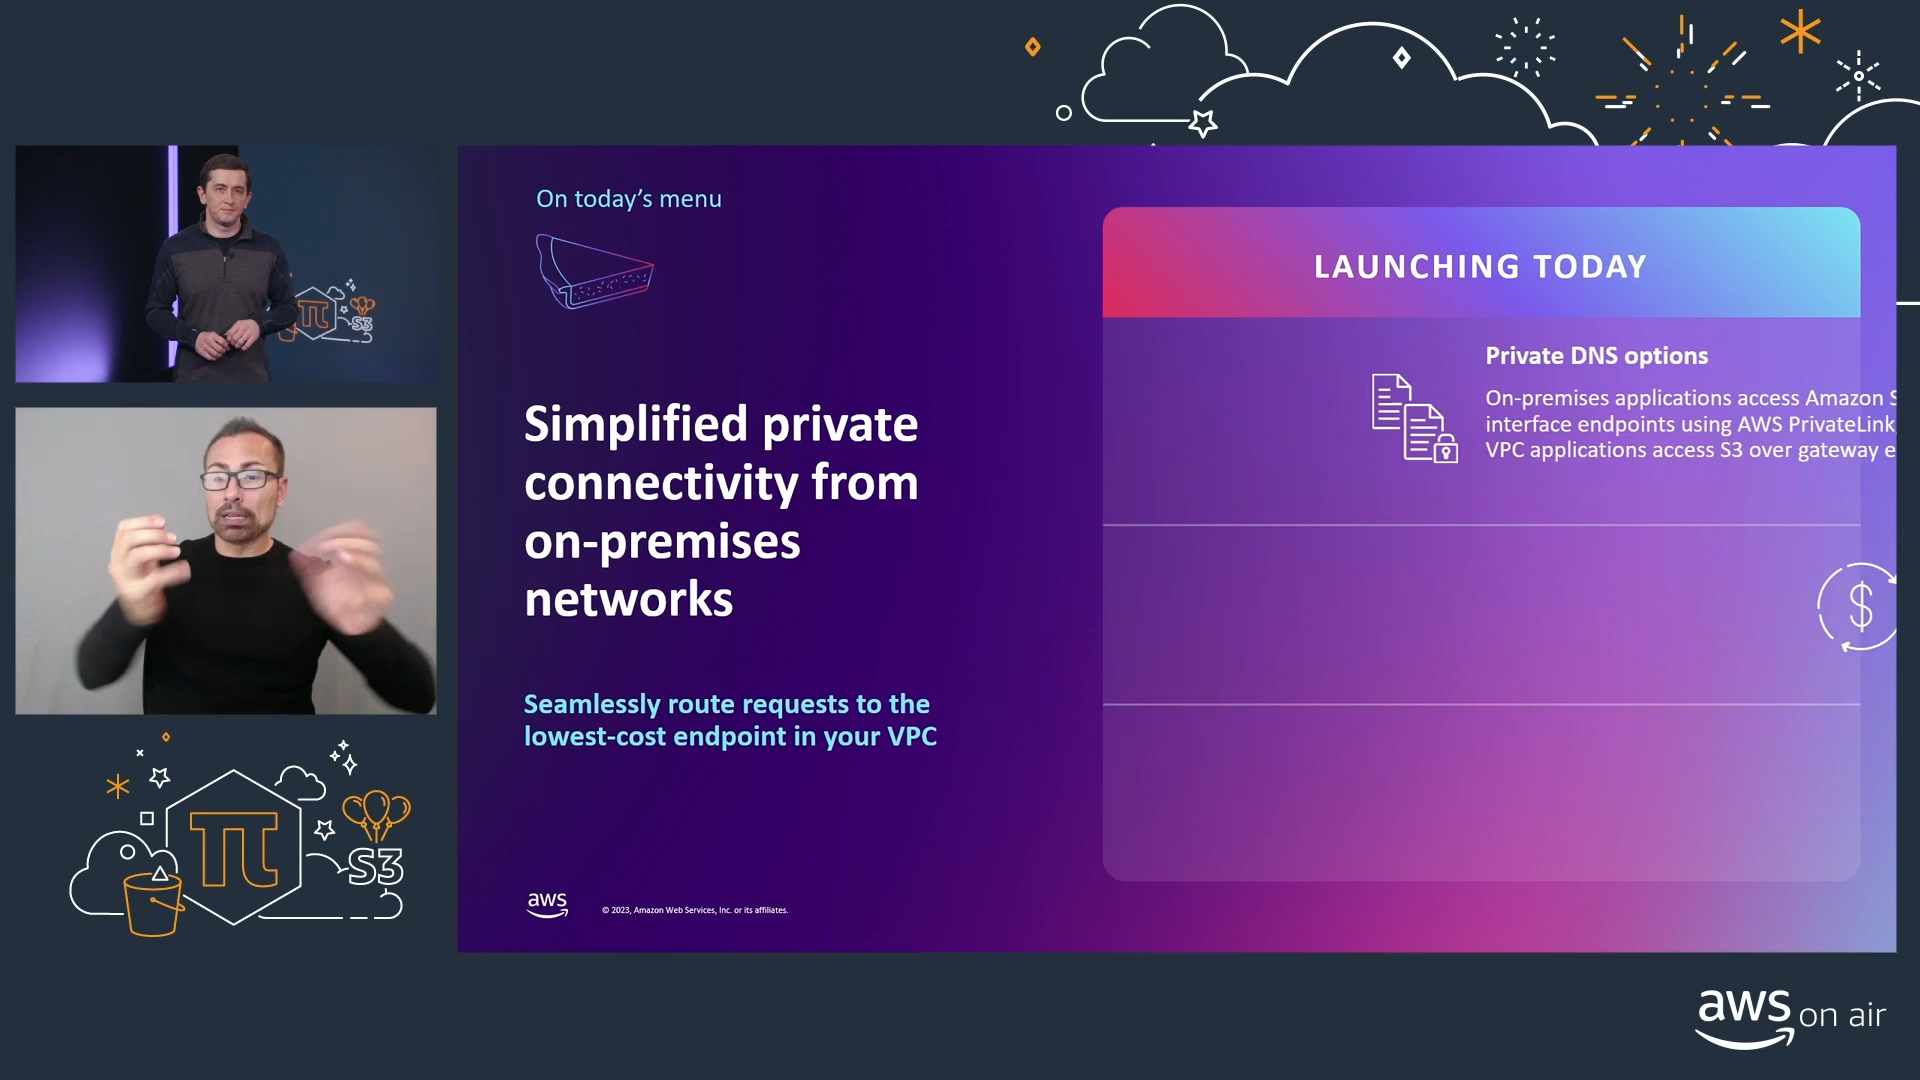 On today's menu
LAUNCHING TODAY
Simplified private
connectivity from
on-premises
networks
Seamlessly route requests to the
lowest-cost endpoint in your VPC
Private DNS options
On-premises applications access Amazon S
interface endpoints using AWS PrivateLink
VPC applications access S3 over gateway e
$
π
S3
π
S3
aws
© 2023, Amazon Web Services, Inc. or its affiliates.
aws on air